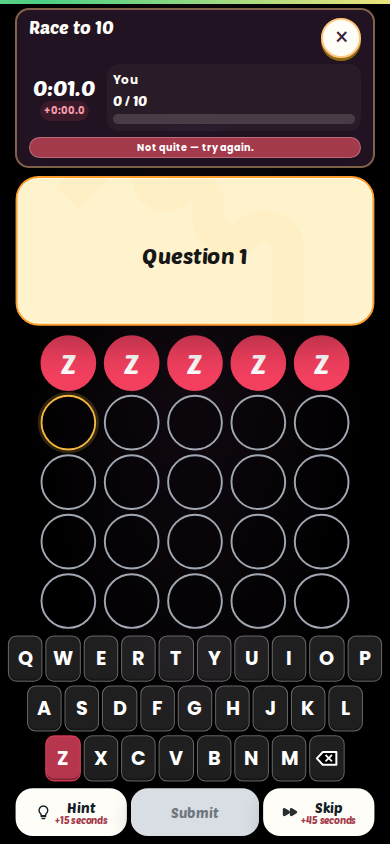 Race to 10
×
0:01.0
+0:00.0
You
0 / 10
Not quite — try again.
Question 1
Z Z Z Z Z
Q W E R T Y U I O P
A S D F G H J K L
Z X C V B N M
Hint
+15 seconds
Submit
Skip
+45 seconds